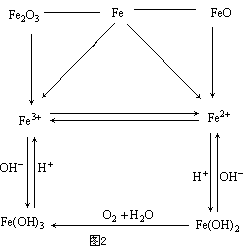 Fe₂O₃ Fe FeO
Fe³⁺ Fe²⁺
OH⁻ H⁺ H⁺ OH⁻
Fe(OH)₃ O₂+H₂O Fe(OH)₂
图2